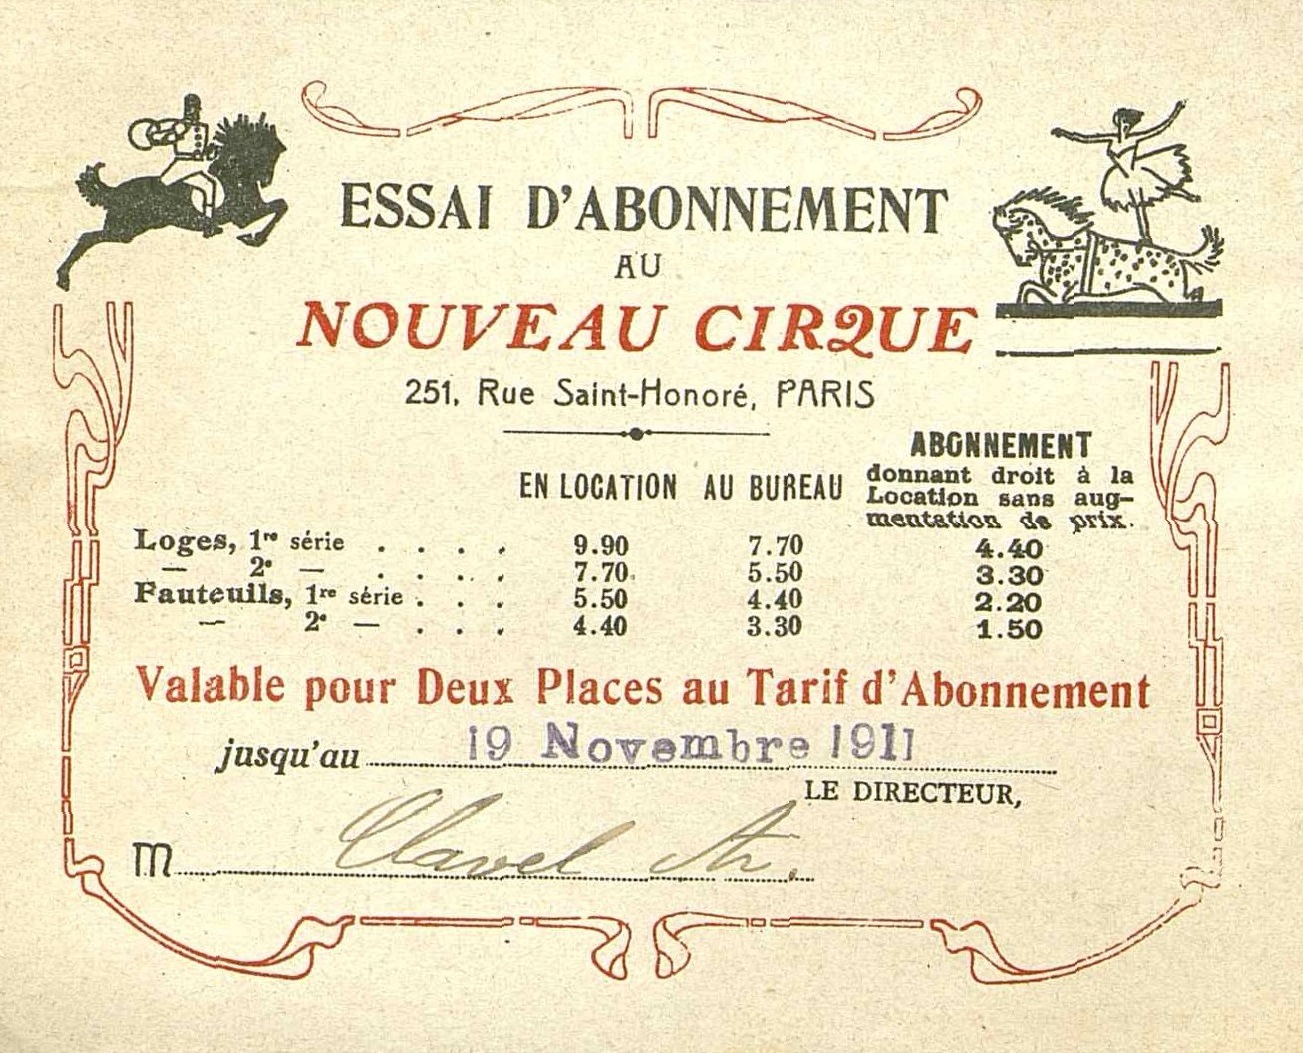 ESSAI D'ABONNEMENT
AU
NOUVEAU CIRQUE
251, Rue Saint-Honoré, PARIS
EN LOCATION AU BUREAU ABONNEMENT
donnant droit à la
Location sans aug-
mentation de prix.
Loges, 1re série . . . . 9.90 7.70 4.40
— 2e — . . . . 7.70 5.50 3.30
Fauteuils, 1re série . . . 5.50 4.40 2.20
— 2e — . . . 4.40 3.30 1.50
Valable pour Deux Places au Tarif d'Abonnement
jusqu'au 19 Novembre 1911
LE DIRECTEUR,
M Clavel